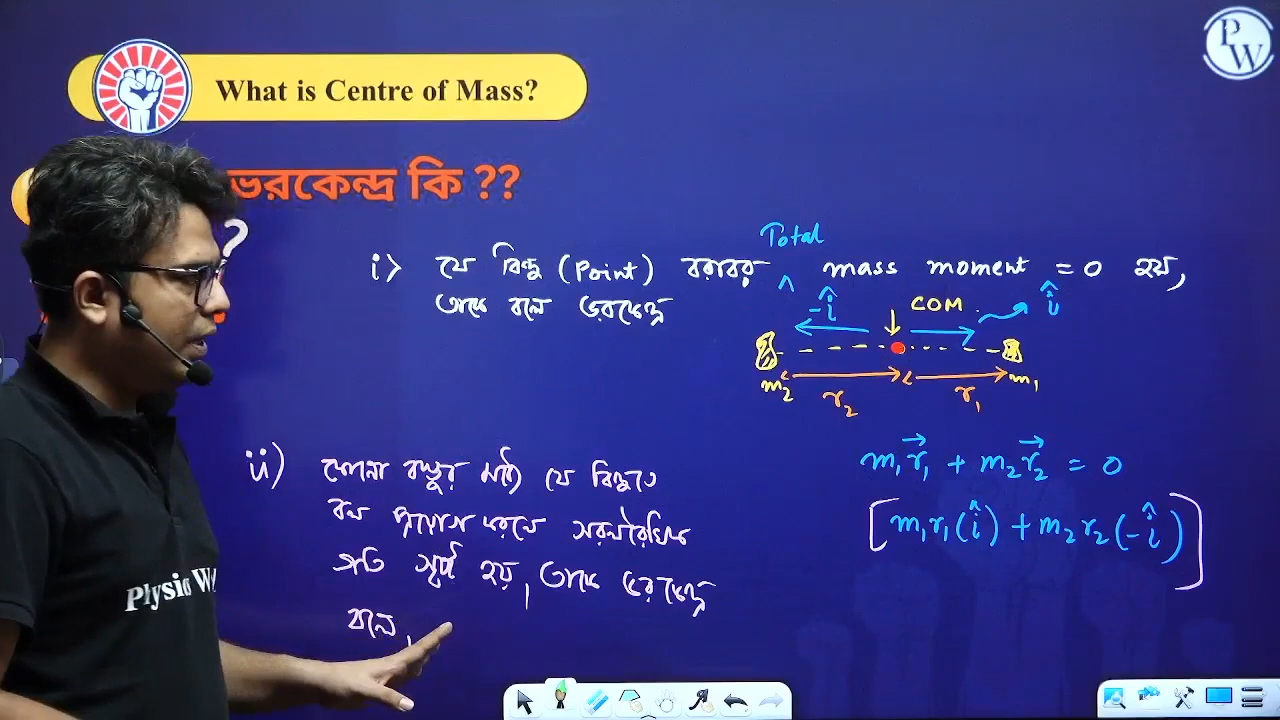 PW
What is Centre of Mass?
ভরকেন্দ্র কি ??
?
Total
i> যে বিন্দু (Point) বরাবর ^ mass moment = 0 হয়,
তাকে বলে ভরকেন্দ্র
-î COM î
m₂ m₁
r₂ r₁
m₁r⃗₁ + m₂r⃗₂ = 0
[m₁r₁(î) + m₂r₂(-î)]
ii) কোনো বস্তুর মধ্যে যে বিন্দুতে
বল প্রয়োগ করলে সরলরৈখিক
গতি সৃষ্টি হয়, তাকে ভরকেন্দ্র
বলে,
Physics W